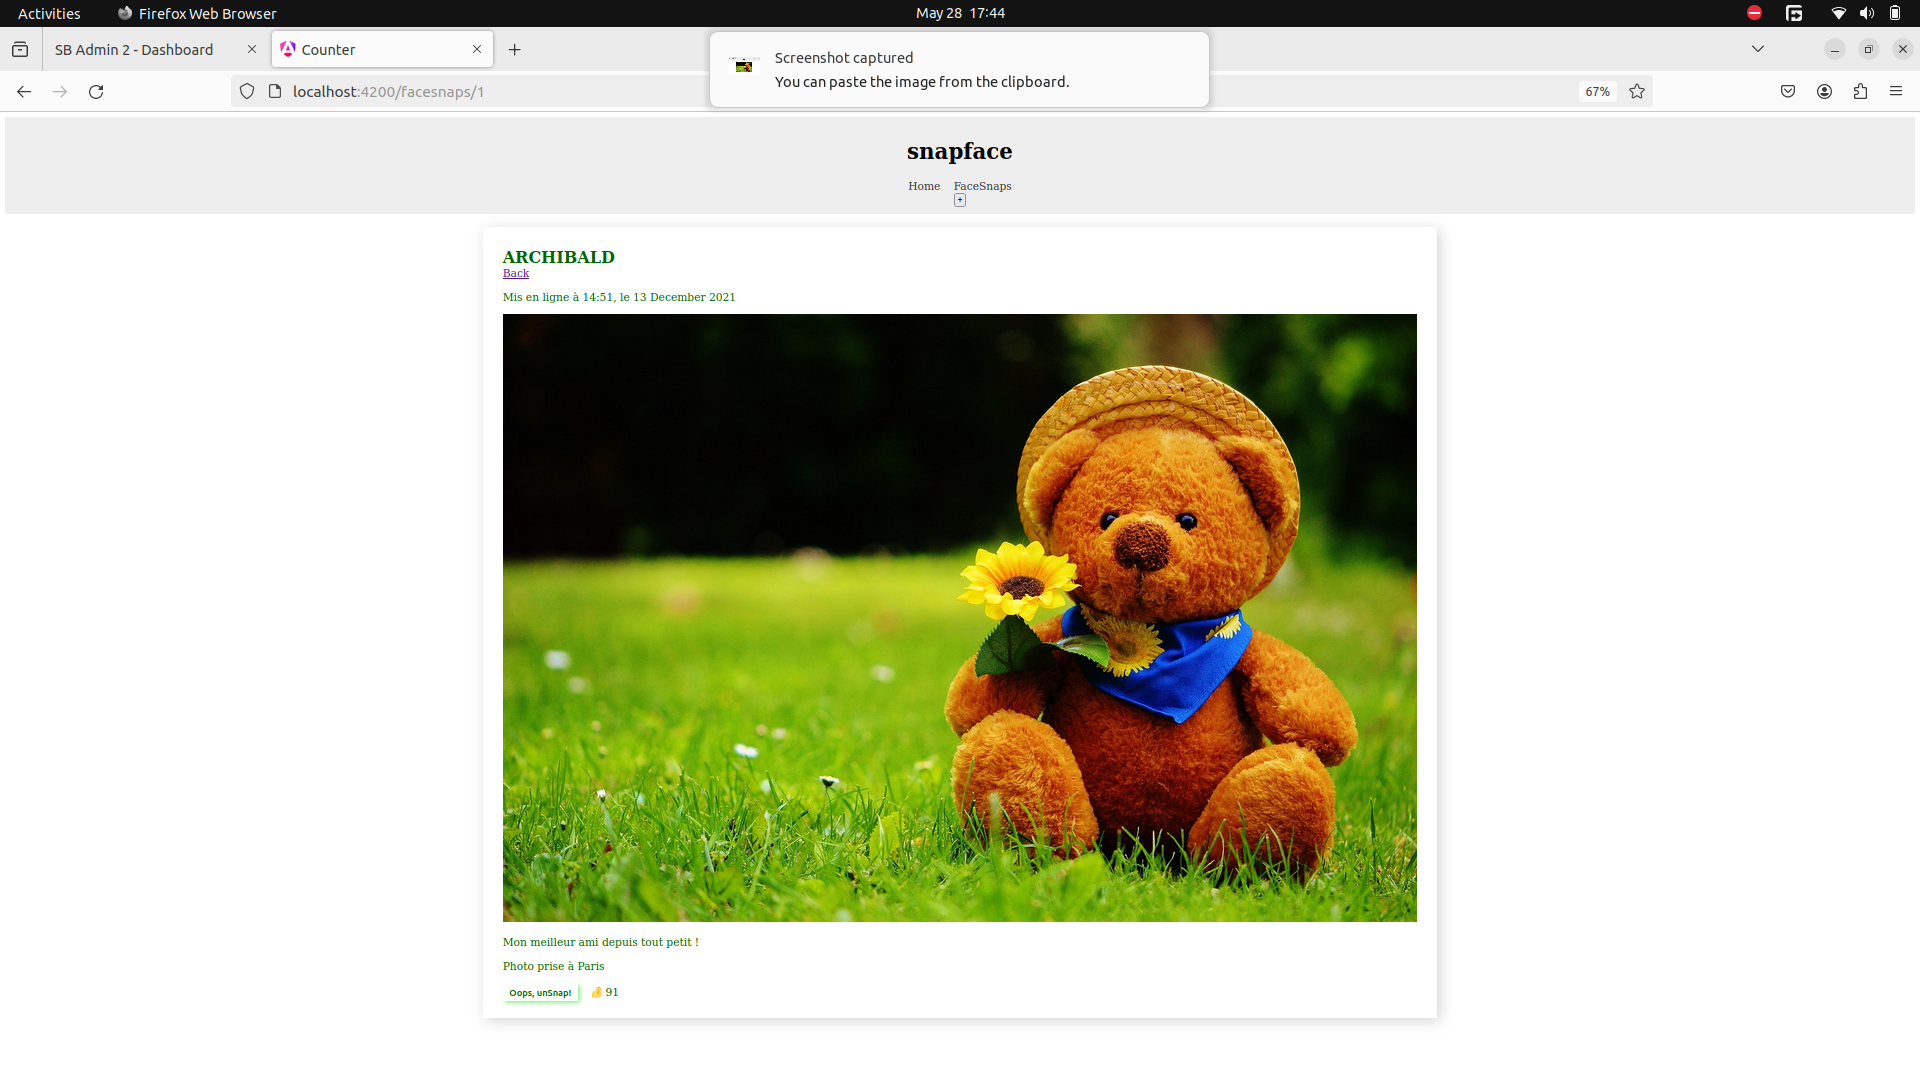 Activities
Firefox Web Browser
May 28 17:44
SB Admin 2 - Dashboard
Counter
Screenshot captured
You can paste the image from the clipboard.
localhost:4200/facesnaps/1
67%
snapface
Home FaceSnaps
+
ARCHIBALD
Back
Mis en ligne à 14:51, le 13 December 2021
Mon meilleur ami depuis tout petit !
Photo prise à Paris
Oops, unSnap! 👍 91